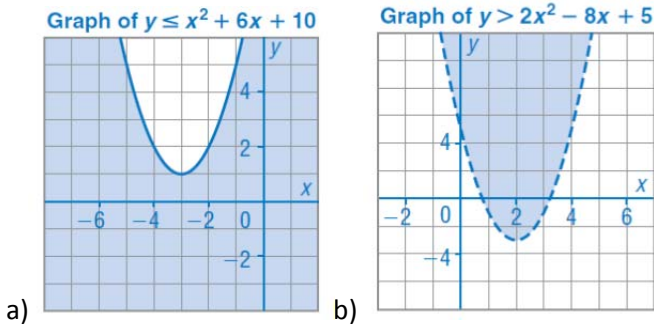 Graph of y ≤ x² + 6x + 10
y
4
2
x
−6 −4 −2 0
−2
a)
Graph of y > 2x² − 8x + 5
y
4
x
−2 0 2 4 6
−4
b)